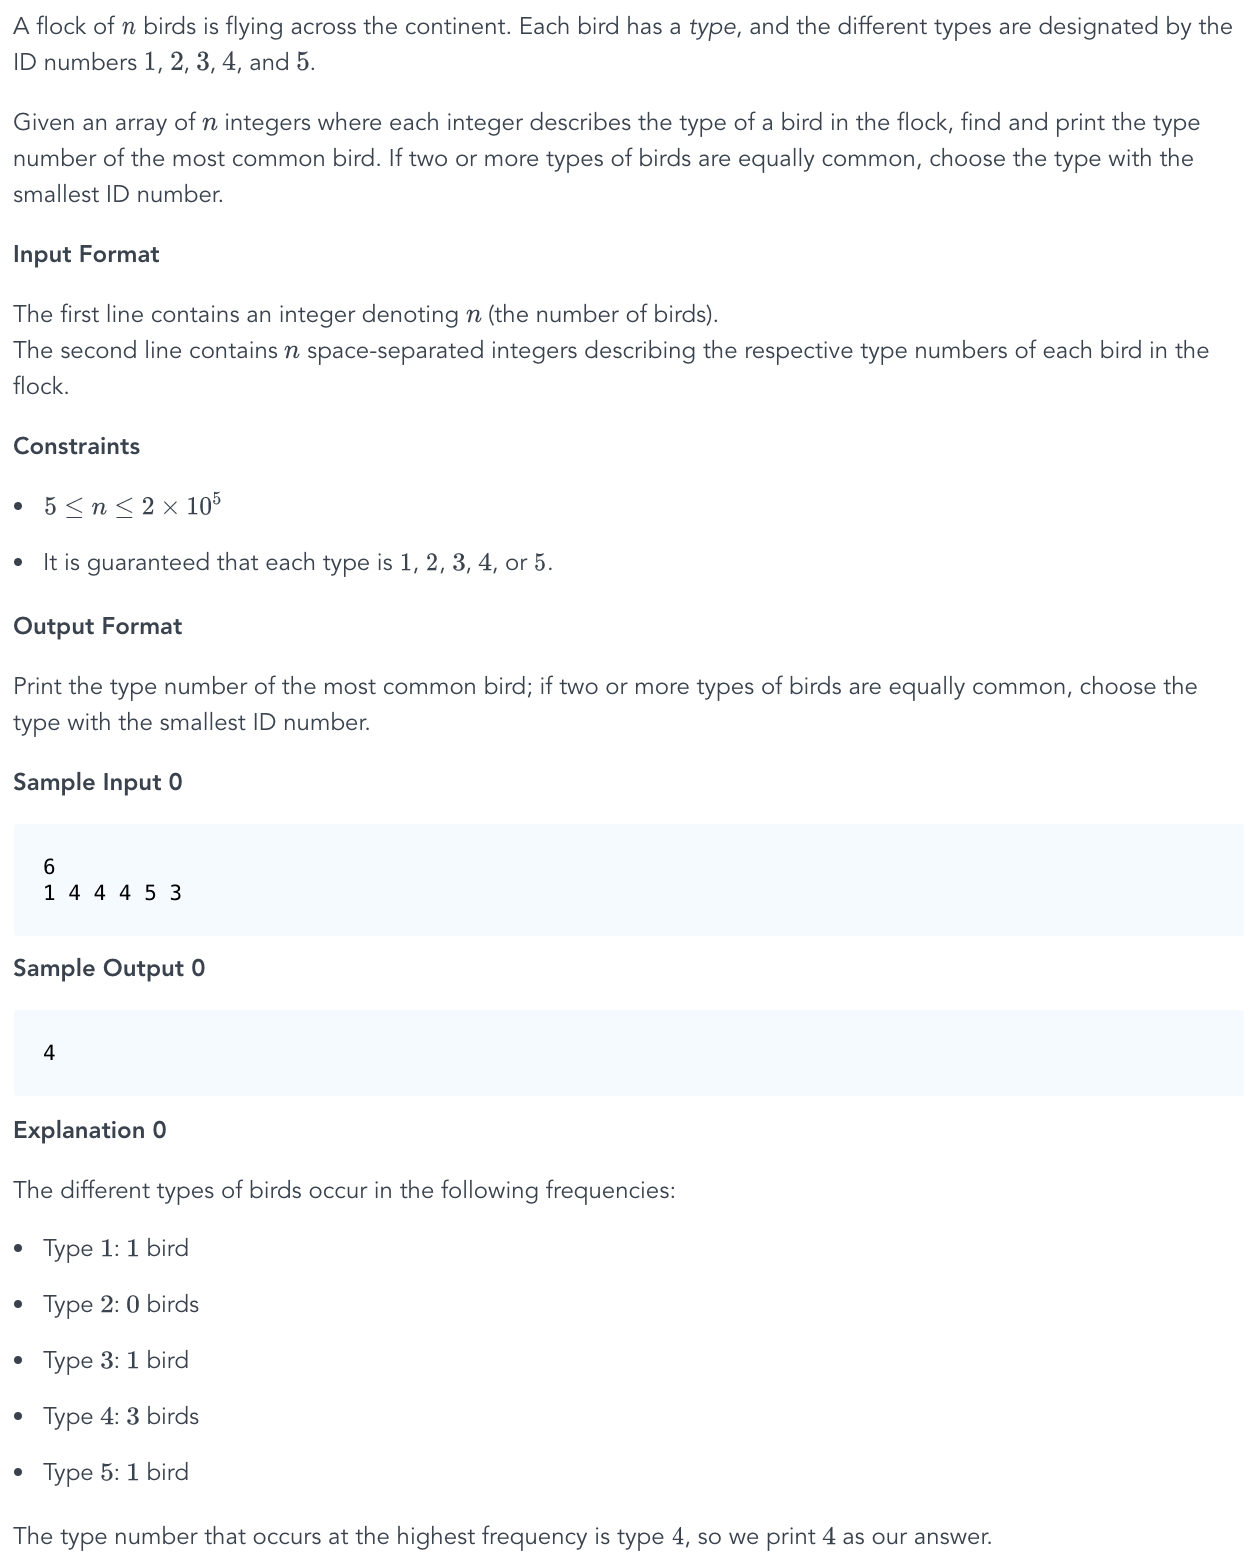 A flock of n birds is flying across the continent. Each bird has a type, and the different types are designated by the
ID numbers 1, 2, 3, 4, and 5.
Given an array of n integers where each integer describes the type of a bird in the flock, find and print the type
number of the most common bird. If two or more types of birds are equally common, choose the type with the
smallest ID number.
Input Format
The first line contains an integer denoting n (the number of birds).
The second line contains n space-separated integers describing the respective type numbers of each bird in the
flock.
Constraints
• 5 ≤ n ≤ 2 × 10⁵
• It is guaranteed that each type is 1, 2, 3, 4, or 5.
Output Format
Print the type number of the most common bird; if two or more types of birds are equally common, choose the
type with the smallest ID number.
Sample Input 0
6
1 4 4 4 5 3
Sample Output 0
4
Explanation 0
The different types of birds occur in the following frequencies:
• Type 1: 1 bird
• Type 2: 0 birds
• Type 3: 1 bird
• Type 4: 3 birds
• Type 5: 1 bird
The type number that occurs at the highest frequency is type 4, so we print 4 as our answer.